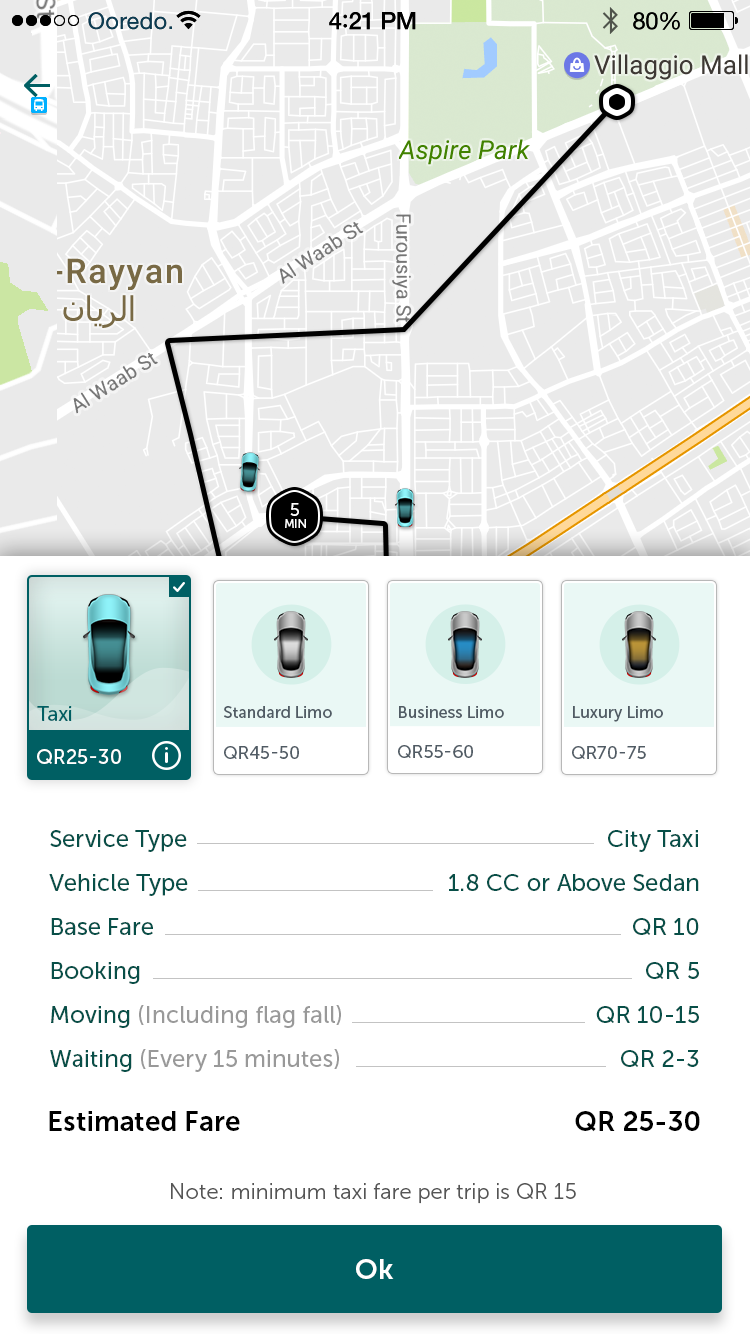 Ooredo. 4:21 PM 80%
Villaggio Mall
Aspire Park
Al Waab St
Furousiya St
-Rayyan
الريان
Al Waab St
5
MIN
Taxi
Standard Limo
Business Limo
Luxury Limo
QR25-30
QR45-50
QR55-60
QR70-75
Service Type City Taxi
Vehicle Type 1.8 CC or Above Sedan
Base Fare QR 10
Booking QR 5
Moving (Including flag fall) QR 10-15
Waiting (Every 15 minutes) QR 2-3
Estimated Fare QR 25-30
Note: minimum taxi fare per trip is QR 15
Ok